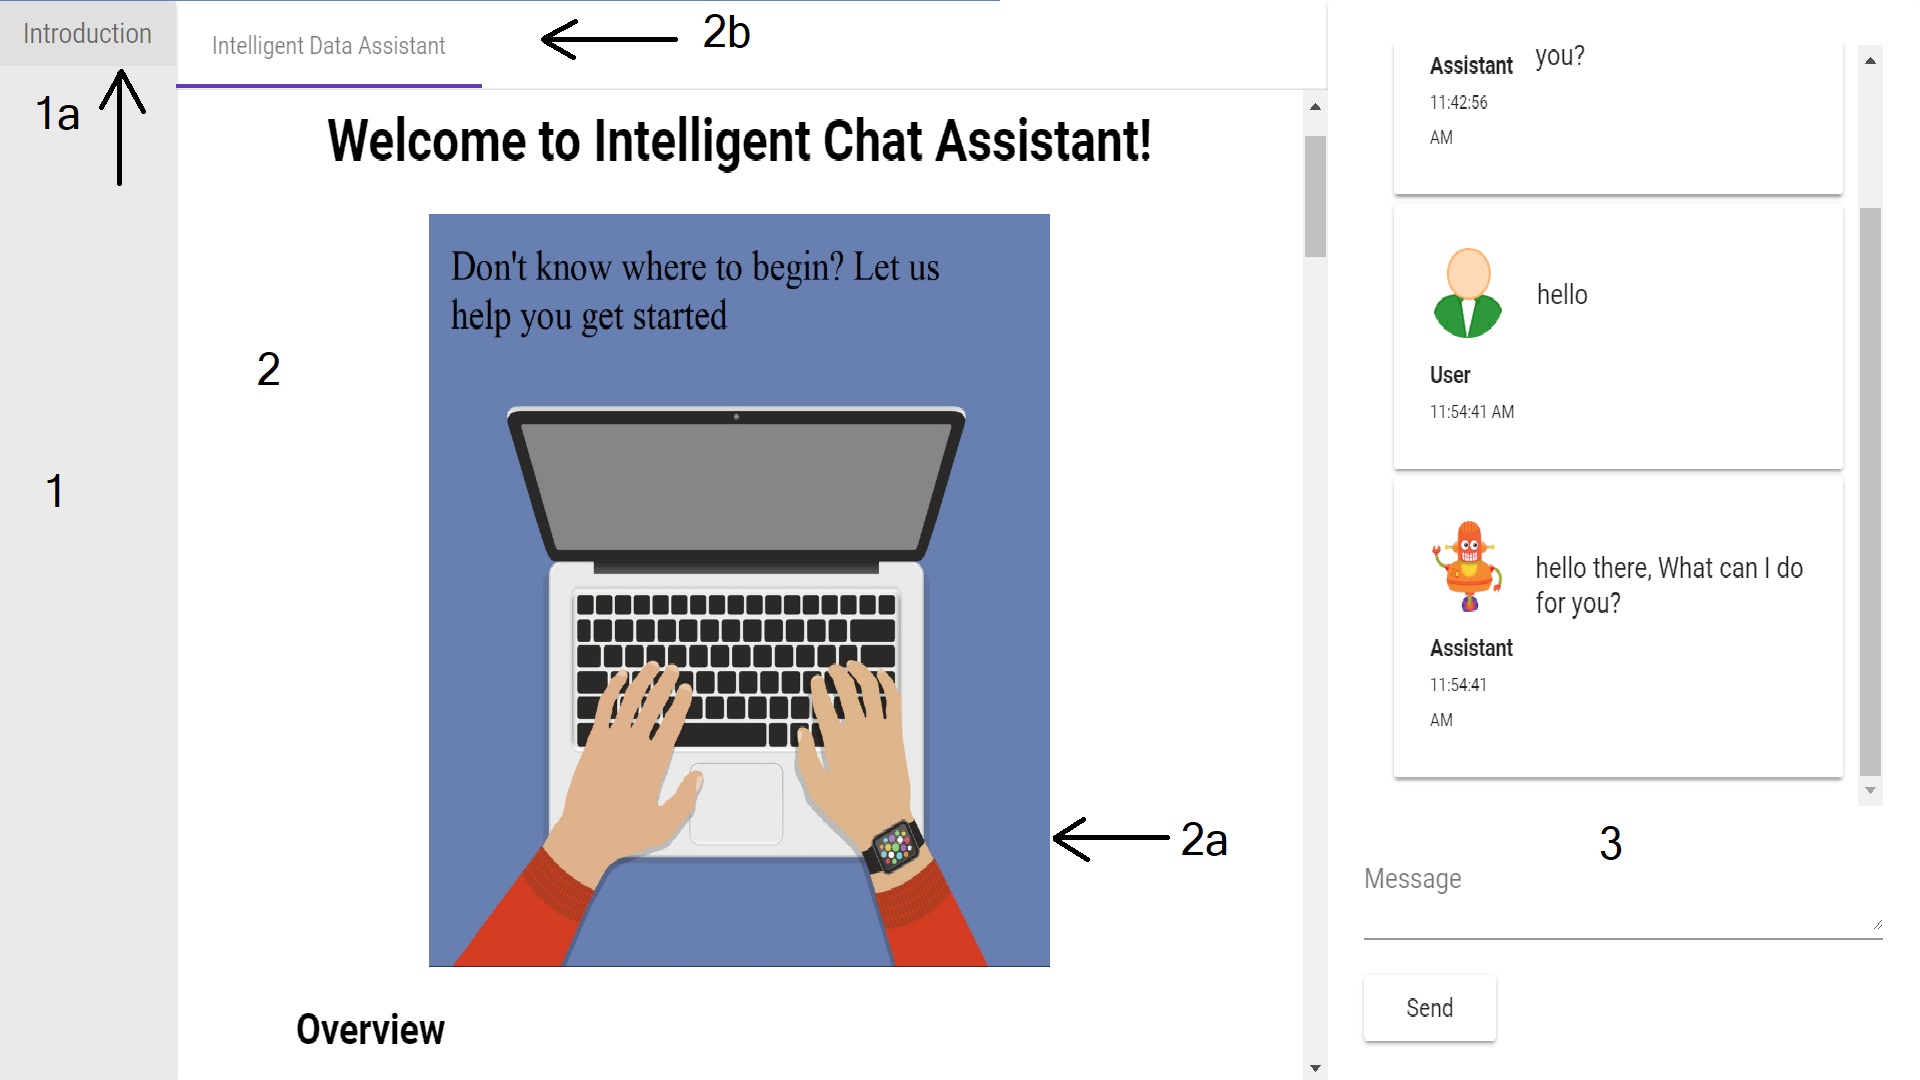 Introduction
1a
1
Intelligent Data Assistant
2b
Welcome to Intelligent Chat Assistant!
Don't know where to begin? Let us
help you get started
2
2a
Overview
you?
Assistant
11:42:56
AM
hello
User
11:54:41 AM
hello there, What can I do
for you?
Assistant
11:54:41
AM
3
Message
Send